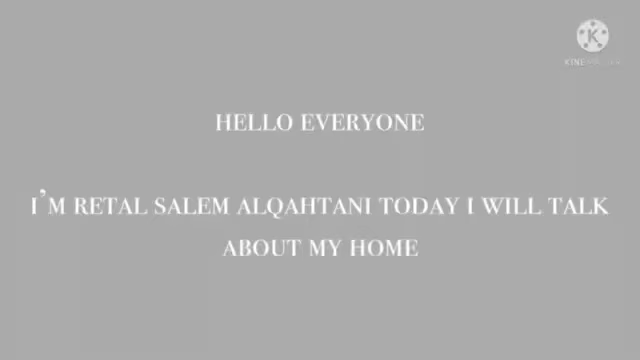 K
HELLO EVERYONE
I'M RETAL SALEM ALQAHTANI TODAY I WILL TALK
ABOUT MY HOME